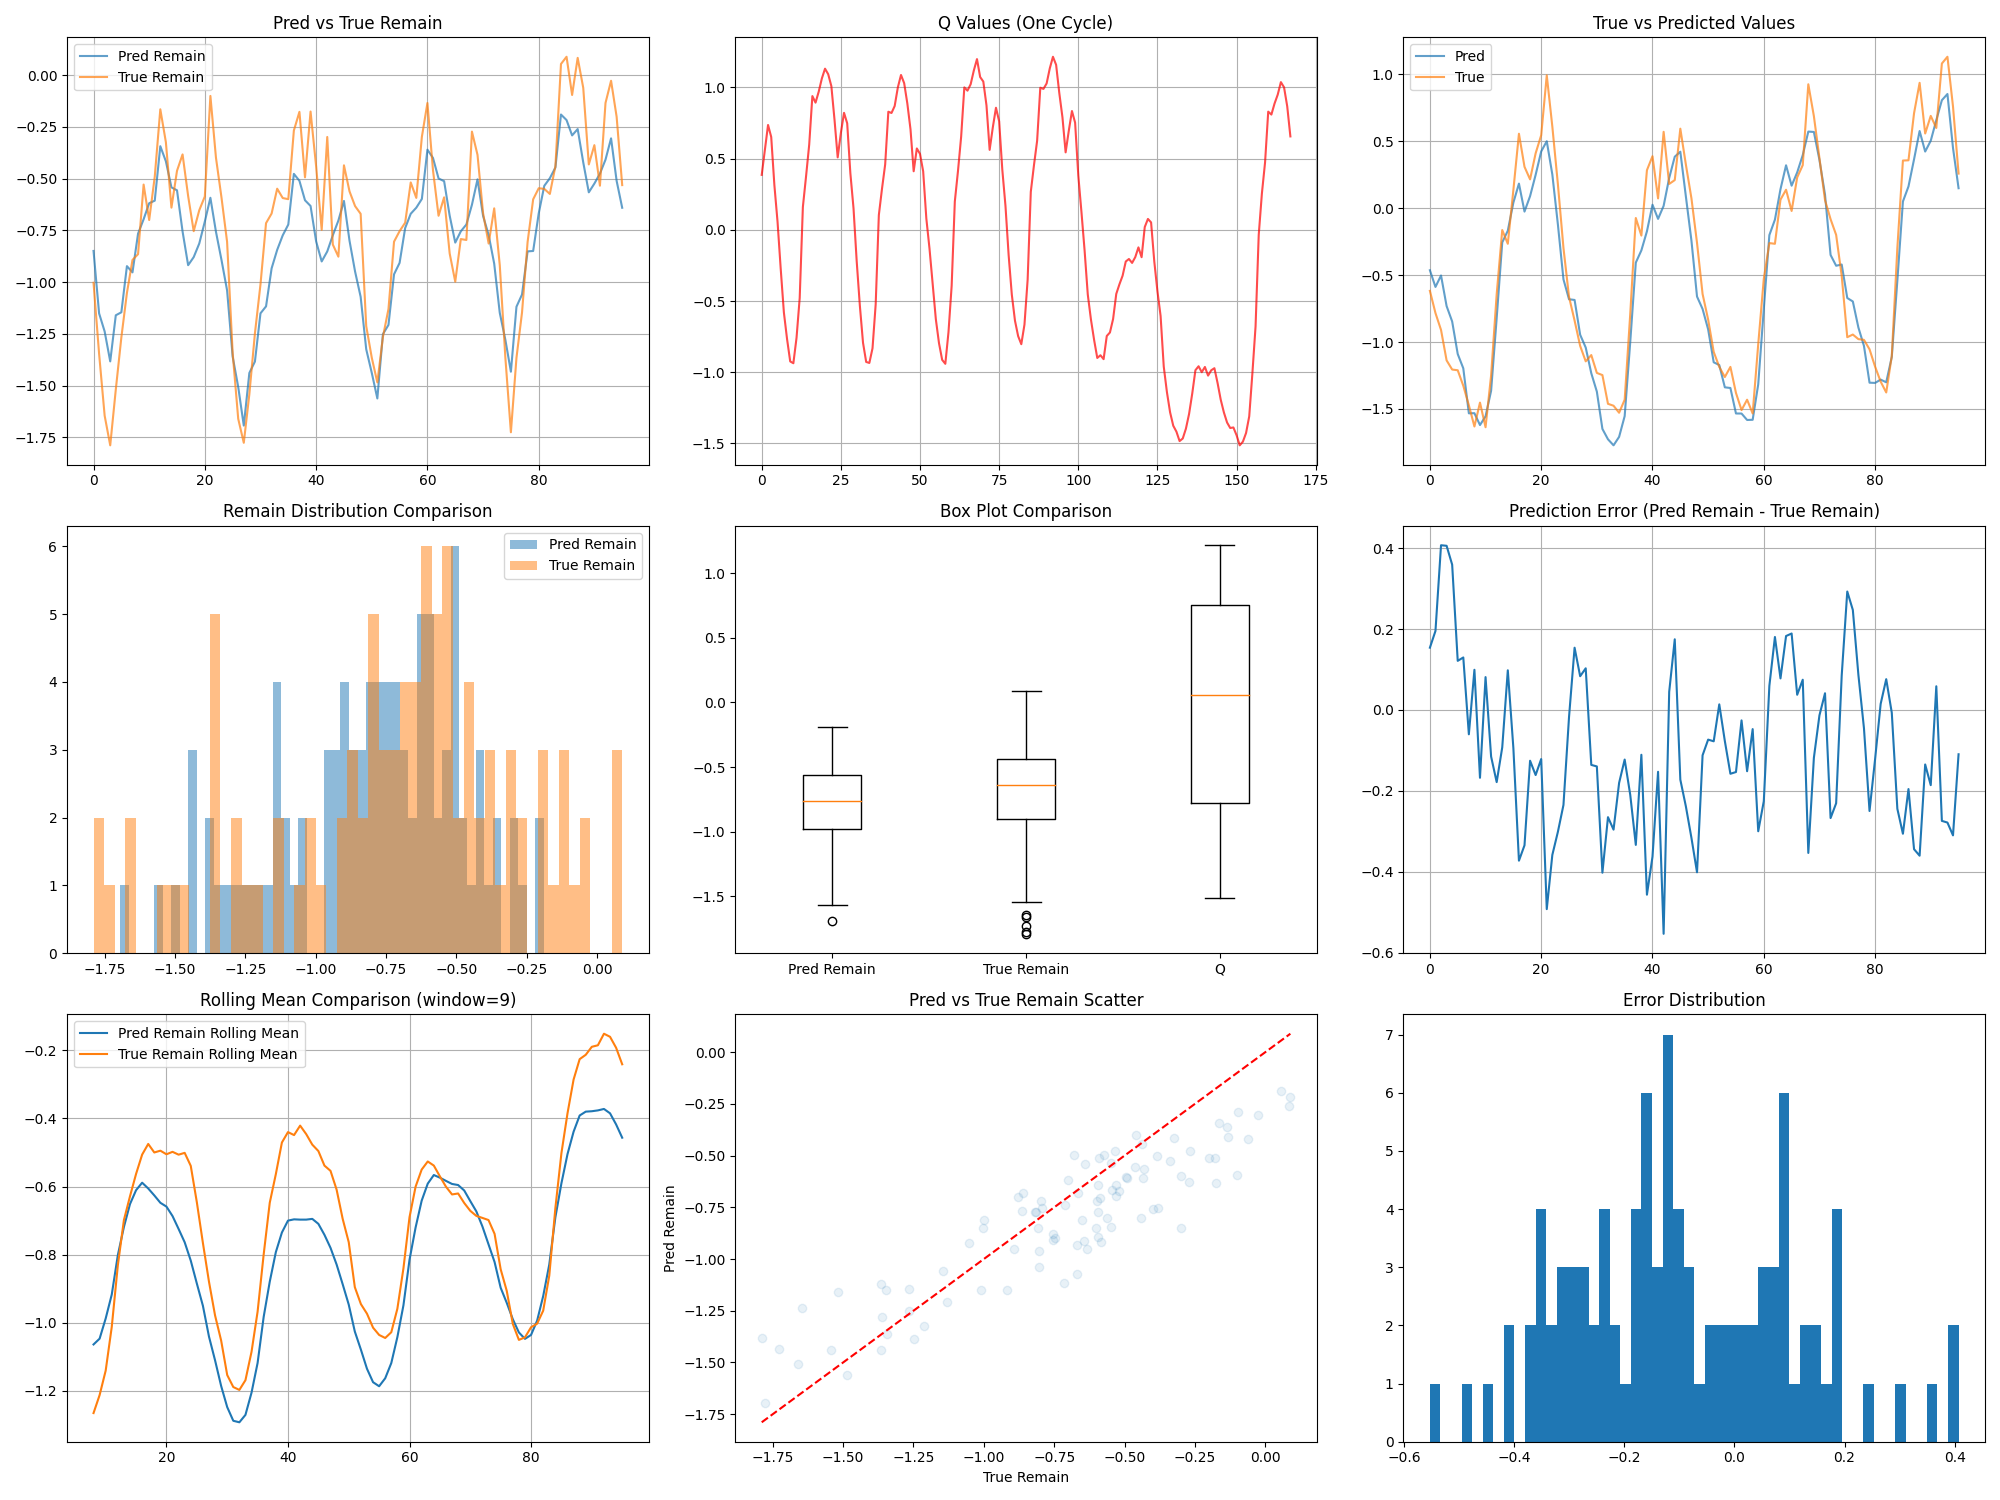 Pred vs True Remain
Pred Remain
True Remain
0.00
−0.25
−0.50
−0.75
−1.00
−1.25
−1.50
−1.75
0 20 40 60 80
Q Values (One Cycle)
1.0
0.5
0.0
−0.5
−1.0
−1.5
0 25 50 75 100 125 150 175
True vs Predicted Values
Pred
True
1.0
0.5
0.0
−0.5
−1.0
−1.5
0 20 40 60 80
Remain Distribution Comparison
Pred Remain
True Remain
6
5
4
3
2
1
0
−1.75 −1.50 −1.25 −1.00 −0.75 −0.50 −0.25 0.00
Box Plot Comparison
1.0
0.5
0.0
−0.5
−1.0
−1.5
Pred Remain True Remain Q
Prediction Error (Pred Remain - True Remain)
0.4
0.2
0.0
−0.2
−0.4
−0.6
0 20 40 60 80
Rolling Mean Comparison (window=9)
Pred Remain Rolling Mean
True Remain Rolling Mean
−0.2
−0.4
−0.6
−0.8
−1.0
−1.2
20 40 60 80
Pred vs True Remain Scatter
Pred Remain
0.00
−0.25
−0.50
−0.75
−1.00
−1.25
−1.50
−1.75
−1.75 −1.50 −1.25 −1.00 −0.75 −0.50 −0.25 0.00
True Remain
Error Distribution
7
6
5
4
3
2
1
0
−0.6 −0.4 −0.2 0.0 0.2 0.4